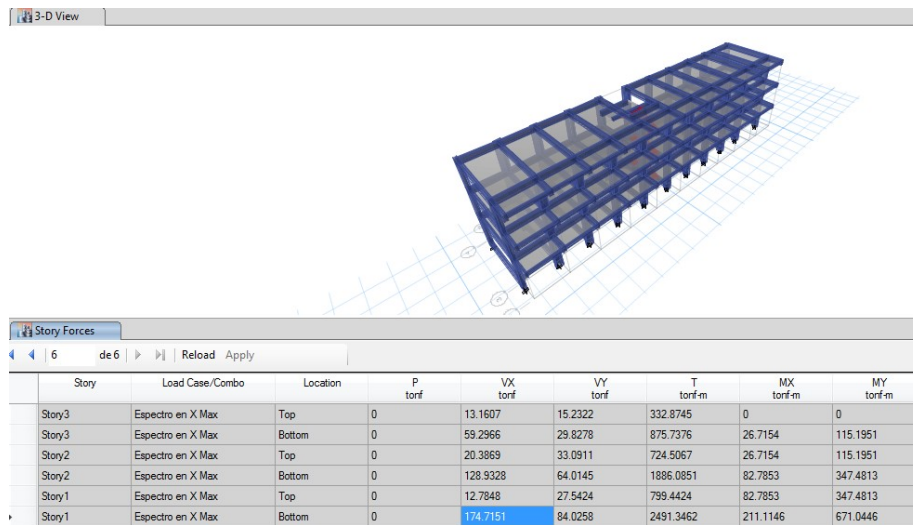 3-D View
Story Forces
6 de 6 Reload Apply
Story Load Case/Combo Location P tonf VX tonf VY tonf T tonf-m MX tonf-m MY tonf-m
Story3 Espectro en X Max Top 0 13.1607 15.2322 332.8745 0 0
Story3 Espectro en X Max Bottom 0 59.2966 29.8278 875.7376 26.7154 115.1951
Story2 Espectro en X Max Top 0 20.3869 33.0911 724.5067 26.7154 115.1951
Story2 Espectro en X Max Bottom 0 128.9328 64.0145 1886.0851 82.7853 347.4813
Story1 Espectro en X Max Top 0 12.7848 27.5424 799.4424 82.7853 347.4813
Story1 Espectro en X Max Bottom 0 174.7151 84.0258 2491.3462 211.1146 671.0446